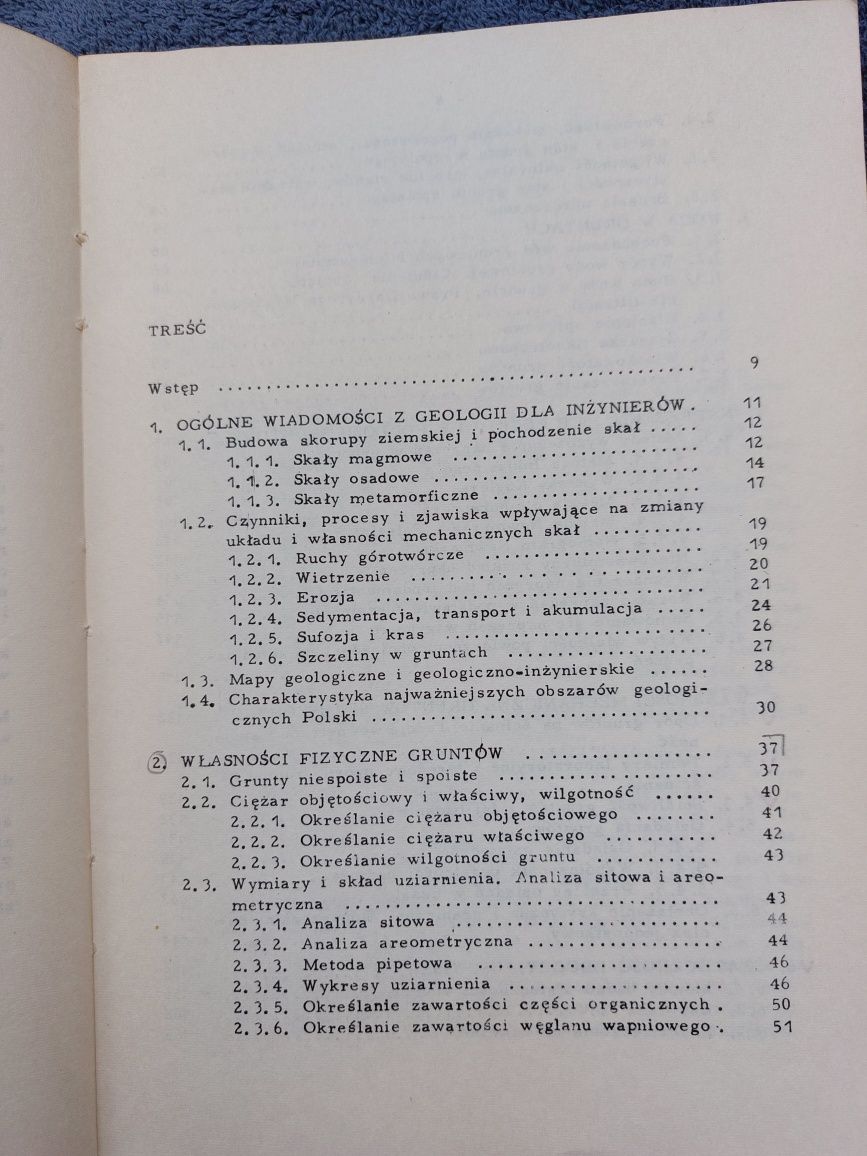 TREŚĆ
Wstęp .................................................. 9
1. OGÓLNE WIADOMOŚCI Z GEOLOGII DLA INŻYNIERÓW . 11
1.1. Budowa skorupy ziemskiej i pochodzenie skał ..... 12
1.1.1. Skały magmowe .................... 12
1.1.2. Skały osadowe .................... 14
1.1.3. Skały metamorficzne .................... 17
1.2. Czynniki, procesy i zjawiska wpływające na zmiany
układu i własności mechanicznych skał ........... 19
1.2.1. Ruchy górotwórcze .................... 19
1.2.2. Wietrzenie .................... 20
1.2.3. Erozja .................... 21
1.2.4. Sedymentacja, transport i akumulacja ..... 24
1.2.5. Sufozja i kras .................... 26
1.2.6. Szczeliny w gruntach .................... 27
1.3. Mapy geologiczne i geologiczno-inżynierskie ...... 28
1.4. Charakterystyka najważniejszych obszarów geologi-
cznych Polski .................... 30
2. WŁASNOŚCI FIZYCZNE GRUNTÓW .................. 37
2.1. Grunty niespoiste i spoiste .................... 37
2.2. Ciężar objętościowy i właściwy, wilgotność ...... 40
2.2.1. Określanie ciężaru objętościowego ........ 41
2.2.2. Określanie ciężaru właściwego ........... 42
2.2.3. Określanie wilgotności gruntu ............ 43
2.3. Wymiary i skład uziarnienia. Analiza sitowa i areo-
metryczna .................... 43
2.3.1. Analiza sitowa .................... 44
2.3.2. Analiza areometryczna .................. 44
2.3.3. Metoda pipetowa .................... 46
2.3.4. Wykresy uziarnienia .................... 46
2.3.5. Określanie zawartości części organicznych . 50
2.3.6. Określanie zawartości węglanu wapniowego . 51